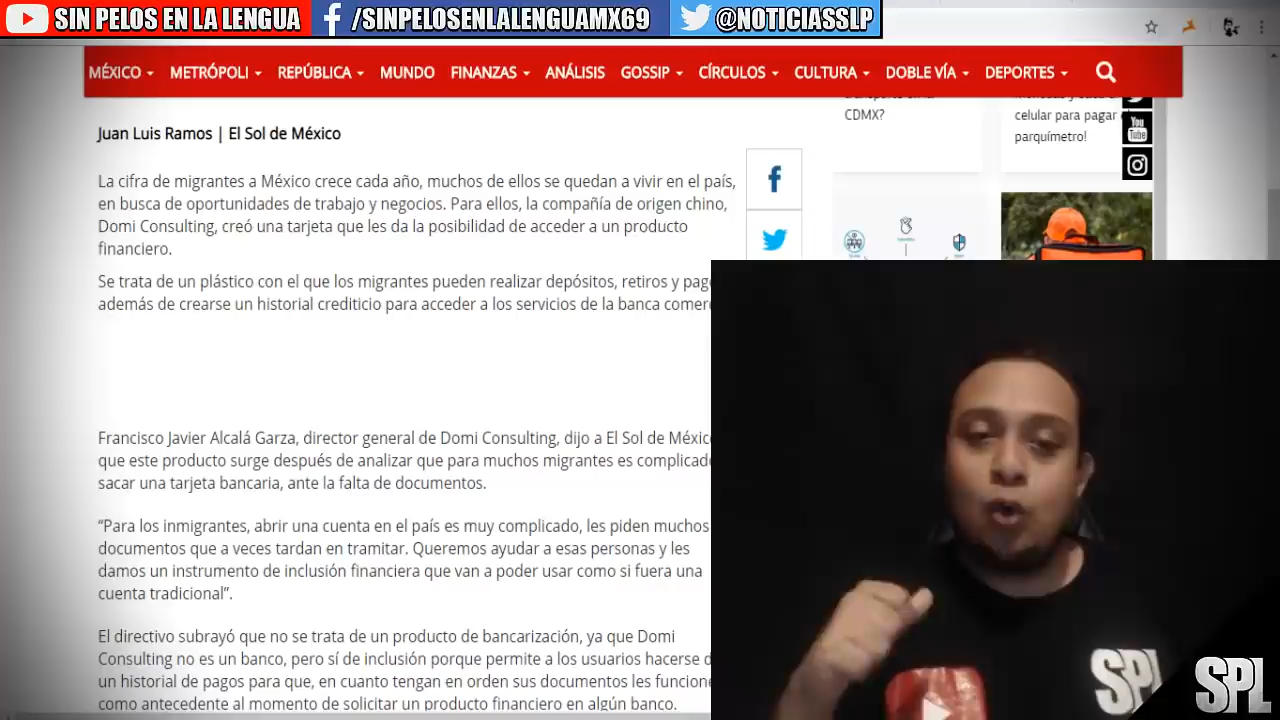 SIN PELOS EN LA LENGUA
/SINPELOSENLALENGUAMX69
@NOTICIASSLP
MÉXICO
METRÓPOLI
REPÚBLICA
MUNDO
FINANZAS
ANÁLISIS
GOSSIP
CÍRCULOS
CULTURA
DOBLE VÍA
DEPORTES
CDMX?
celular para pagar
parquímetro!
You
Tube
Juan Luis Ramos | El Sol de México
La cifra de migrantes a México crece cada año, muchos de ellos se quedan a vivir en el país,
en busca de oportunidades de trabajo y negocios. Para ellos, la compañía de origen chino,
Domi Consulting, creó una tarjeta que les da la posibilidad de acceder a un producto
financiero.
Se trata de un plástico con el que los migrantes pueden realizar depósitos, retiros y
además de crearse un historial crediticio para acceder a los servicios de la banca
Francisco Javier Alcalá Garza, director general de Domi Consulting, dijo a El Sol de
que este producto surge después de analizar que para muchos migrantes es
sacar una tarjeta bancaria, ante la falta de documentos.
“Para los inmigrantes, abrir una cuenta en el país es muy complicado, les piden muchos
documentos que a veces tardan en tramitar. Queremos ayudar a esas personas y les
damos un instrumento de inclusión financiera que van a poder usar como si fuera una
cuenta tradicional”.
El directivo subrayó que no se trata de un producto de bancarización, ya que Domi
Consulting no es un banco, pero sí de inclusión porque permite a los usuarios hacerse
un historial de pagos para que, en cuanto tengan en orden sus documentos les
como antecedente al momento de solicitar un producto financiero en algún banco.
SPL
SPL